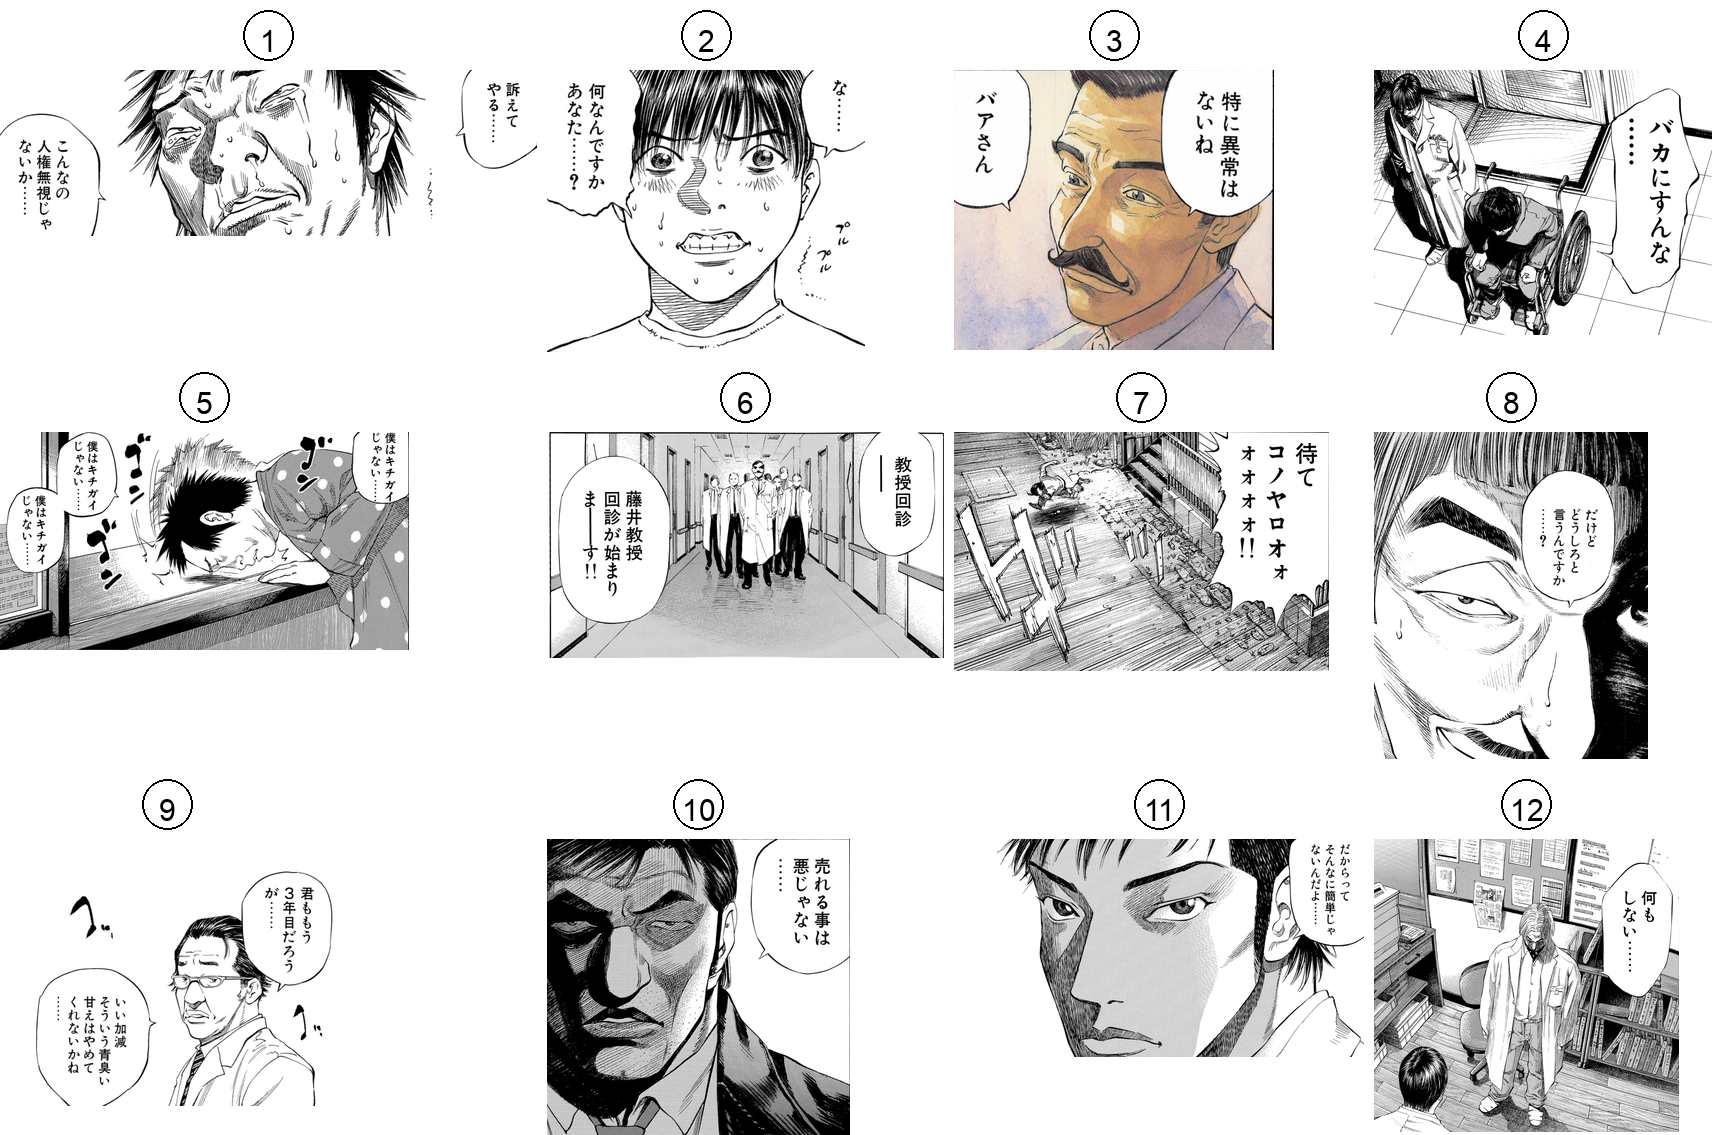 1
こんなの
人権無視じゃ
ないか……
2
訴えて
やる……
な……
何なんですか
あなた……?
プル
プル
3
特に異常は
ないね
バアさん
4
バカにすんな
……
5
僕はキチガイ
じゃない……
僕はキチガイ
じゃない……
僕はキチガイ
じゃない……
ゴン
ゴン
ゴン
6
教授回診
藤井教授
回診が始まり
ま――す!!
7
待て
コノヤロオォ
ォォォォ!!
8
だけど
どうしろと
言うんですか
……?
9
君ももう
3年目だろう
が……
いい加減
そういう青臭い
甘えはやめて
くれないかね
……
10
売れる事は
悪じゃない
……
11
だからって
そんなに簡単じゃ
ないんだよ……
12
何も
しない……